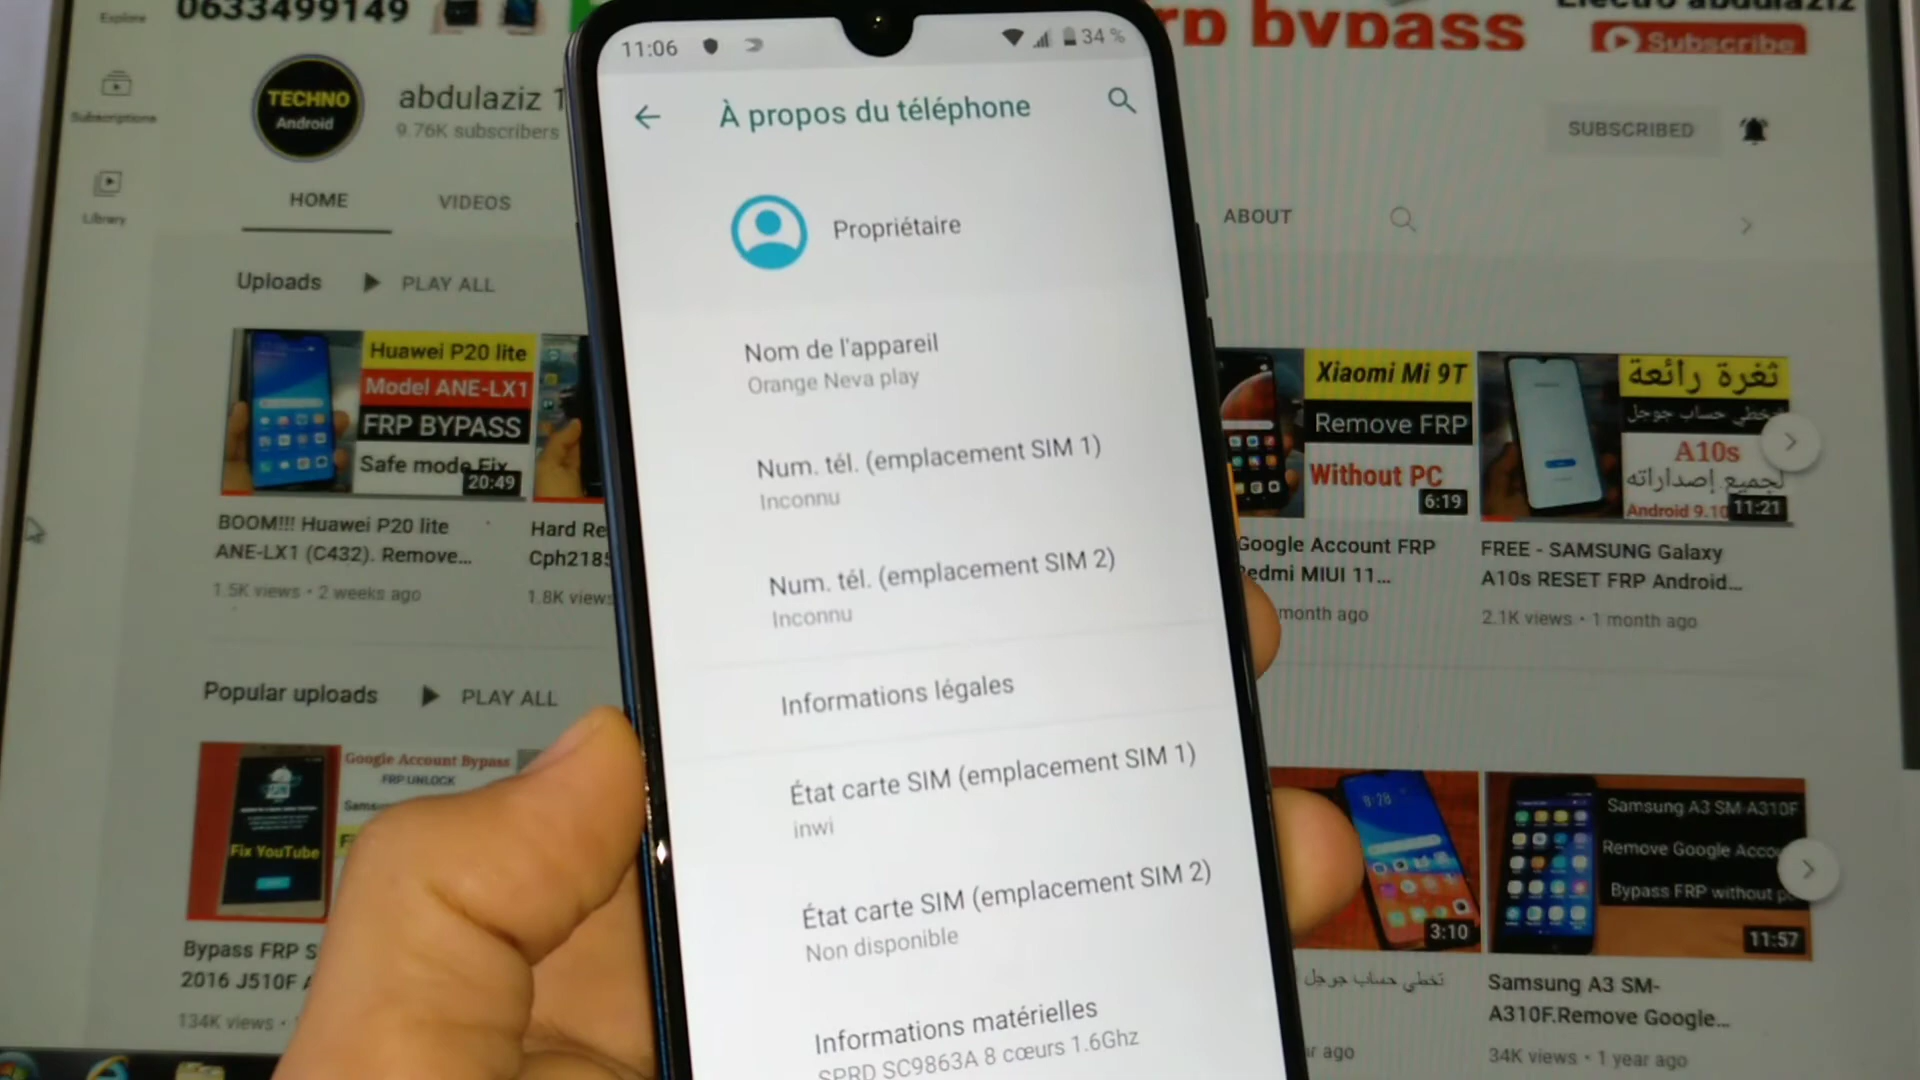 Explore
0633499149
rp bypass
Electro abdulaziz
Subscribe
Subscriptions
TECHNO
Android
abdulaziz 1
9.76K subscribers
SUBSCRIBED
Library
HOME
VIDEOS
ABOUT
Uploads
PLAY ALL
11:06
34 %
À propos du téléphone
Propriétaire
Nom de l'appareil
Orange Neva play
Num. tél. (emplacement SIM 1)
Inconnu
Num. tél. (emplacement SIM 2)
Inconnu
Informations légales
État carte SIM (emplacement SIM 1)
inwi
État carte SIM (emplacement SIM 2)
Non disponible
Informations matérielles
SPRD SC9863A 8 cœurs 1.6Ghz
Huawei P20 lite
Model ANE-LX1
FRP BYPASS
Safe mode Fix
20:49
BOOM!!! Huawei P20 lite
ANE-LX1 (C432). Remove...
1.5K views • 2 weeks ago
Hard Re
Cph2185
1.8K views
Xiaomi Mi 9T
Remove FRP
Without PC
6:19
Google Account FRP
Redmi MIUI 11...
month ago
ثغرة رائعة
تخطي حساب جوجل
A10s
لجميع إصداراته
Android 9.10
11:21
FREE - SAMSUNG Galaxy
A10s RESET FRP Android...
2.1K views • 1 month ago
Popular uploads
PLAY ALL
Google Account Bypass
FRP UNLOCK
Fix YouTube
Bypass FRP S
2016 J510F
134K views •
8:28
3:10
تخطي حساب جوجل
ago
Samsung A3 SM-A310F
Remove Google Acco
Bypass FRP without p
11:57
Samsung A3 SM-
A310F.Remove Google...
34K views • 1 year ago